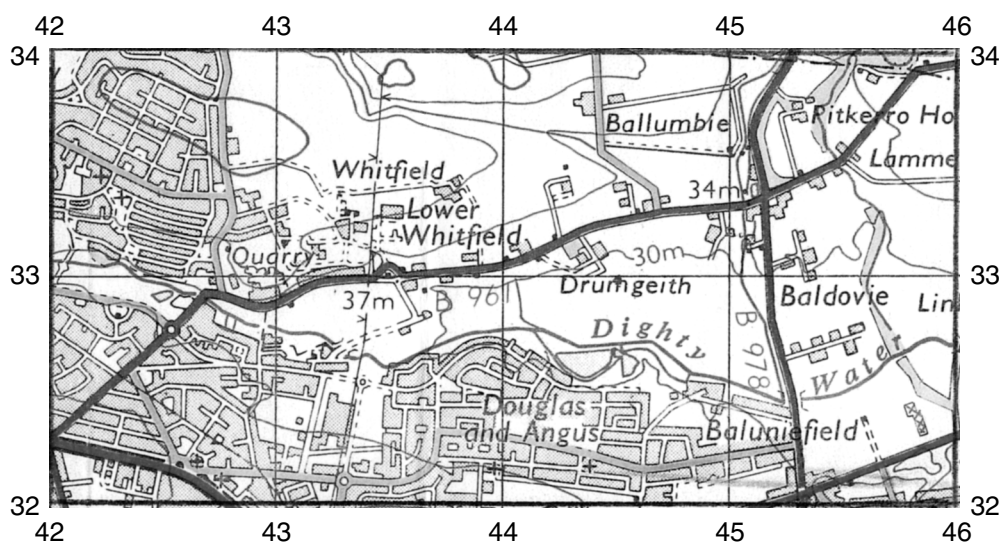 42 43 44 45 46
34 34
Ballumbie
Pitkerro Ho
Lamme
Whitfield
34m
Lower
Whitfield
Quarry
30m
33 33
37m
B 961
Drumgeith
Baldovie
Lin
Dighty
Water
B 978
Douglas
and Angus
Baluniefield
32 32
42 43 44 45 46